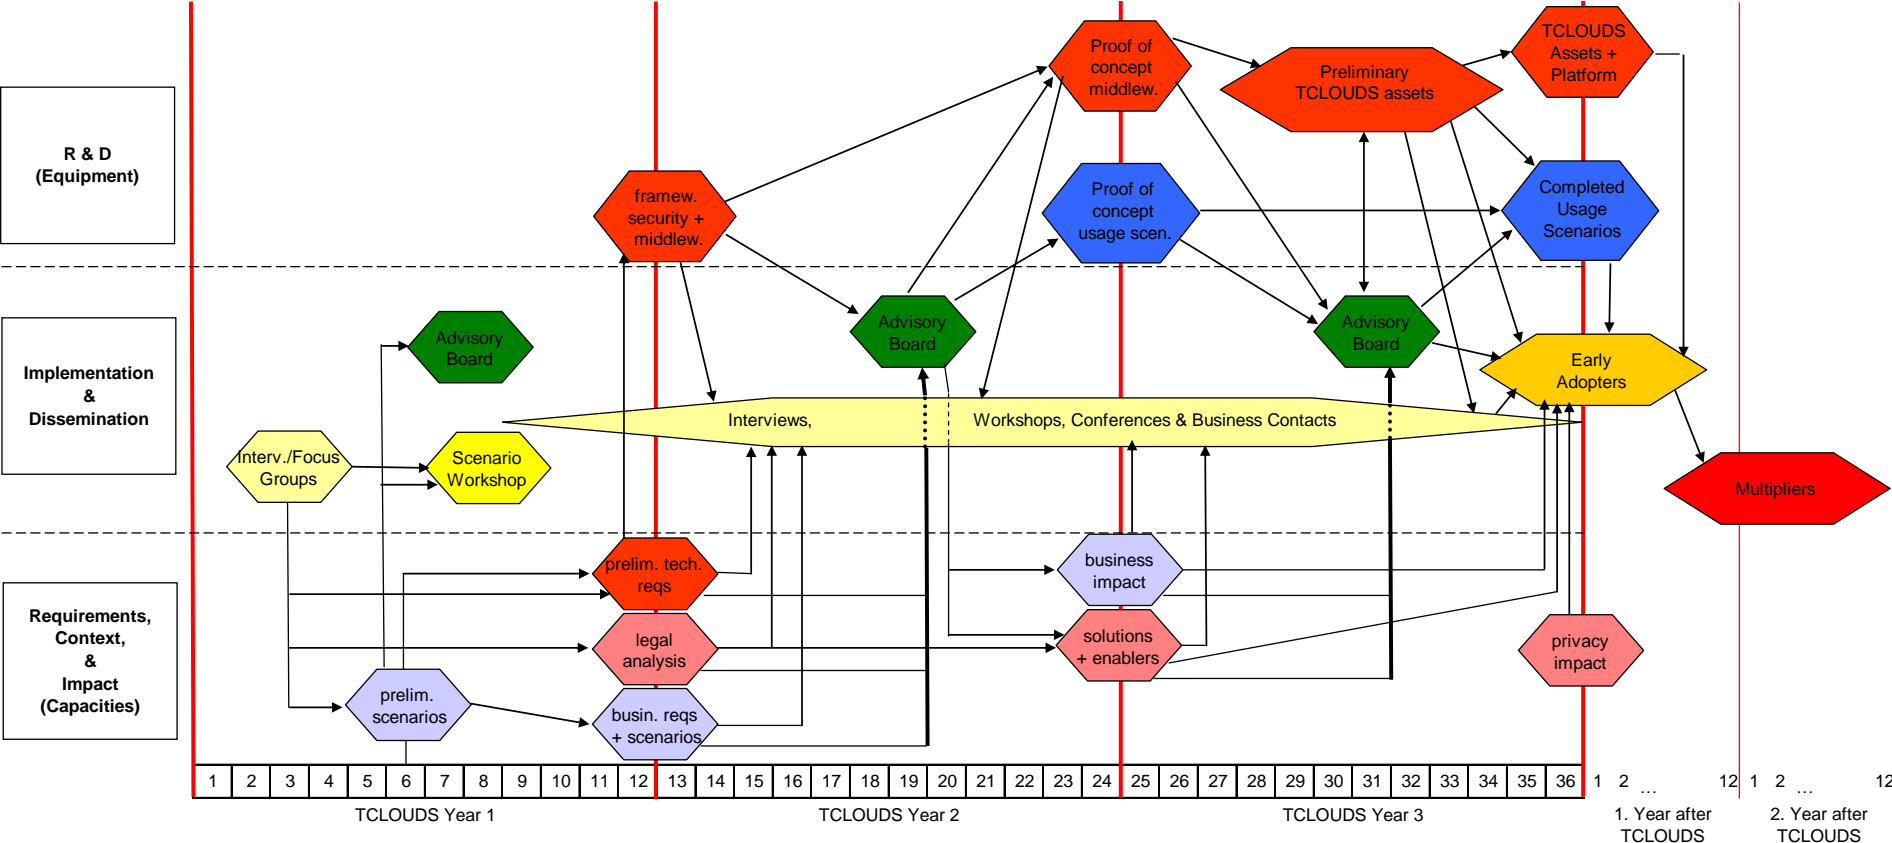 TCLOUDS
Assets +
Platform
Proof of
concept
middlew.
Preliminary
TCLOUDS assets
R & D
(Equipment)
framew.
security +
middlew.
Proof of
concept
usage scen.
Completed
Usage
Scenarios
Implementation
&
Dissemination
Advisory
Board
Advisory
Board
Advisory
Board
Early
Adopters
Interviews,
Workshops, Conferences & Business Contacts
Interv./Focus
Groups
Scenario
Workshop
Multipliers
Requirements,
Context,
&
Impact
(Capacities)
prelim. tech.
reqs
business
impact
legal
analysis
solutions
+ enablers
privacy
impact
prelim.
scenarios
busin. reqs
+ scenarios
1 2 3 4 5 6 7 8 9 10 11 12 13 14 15 16 17 18 19 20 21 22 23 24 25 26 27 28 29 30 31 32 33 34 35 36 1 2 ... 12 1 2 ... 12
TCLOUDS Year 1
TCLOUDS Year 2
TCLOUDS Year 3
1. Year after
TCLOUDS
2. Year after
TCLOUDS